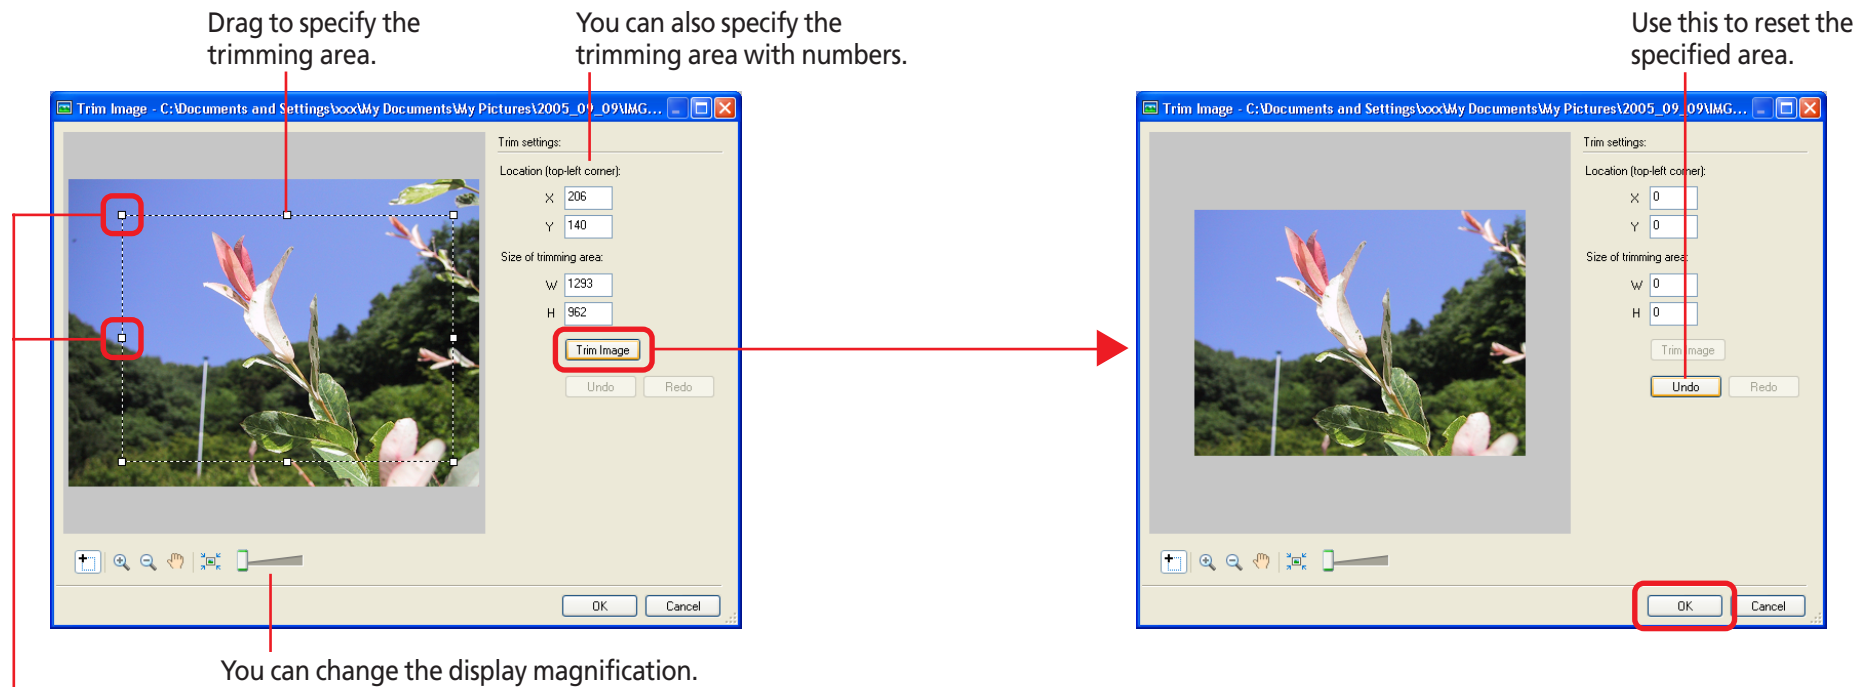 Drag to specify the
trimming area.
You can also specify the
trimming area with numbers.
Use this to reset the
specified area.
Trim Image - C:\Documents and Settings\xxx\My Documents\My Pictures\2005_09_09\IMG...
Trim settings:
Location (top-left corner):
X 206
Y 140
Size of trimming area:
W 1293
H 962
Trim Image
Undo Redo
OK Cancel
You can change the display magnification.
Trim Image - C:\Documents and Settings\xxx\My Documents\My Pictures\2005_09_09\IMG...
Trim settings:
Location (top-left corner):
X 0
Y 0
Size of trimming area:
W 0
H 0
Trim Image
Undo Redo
OK Cancel